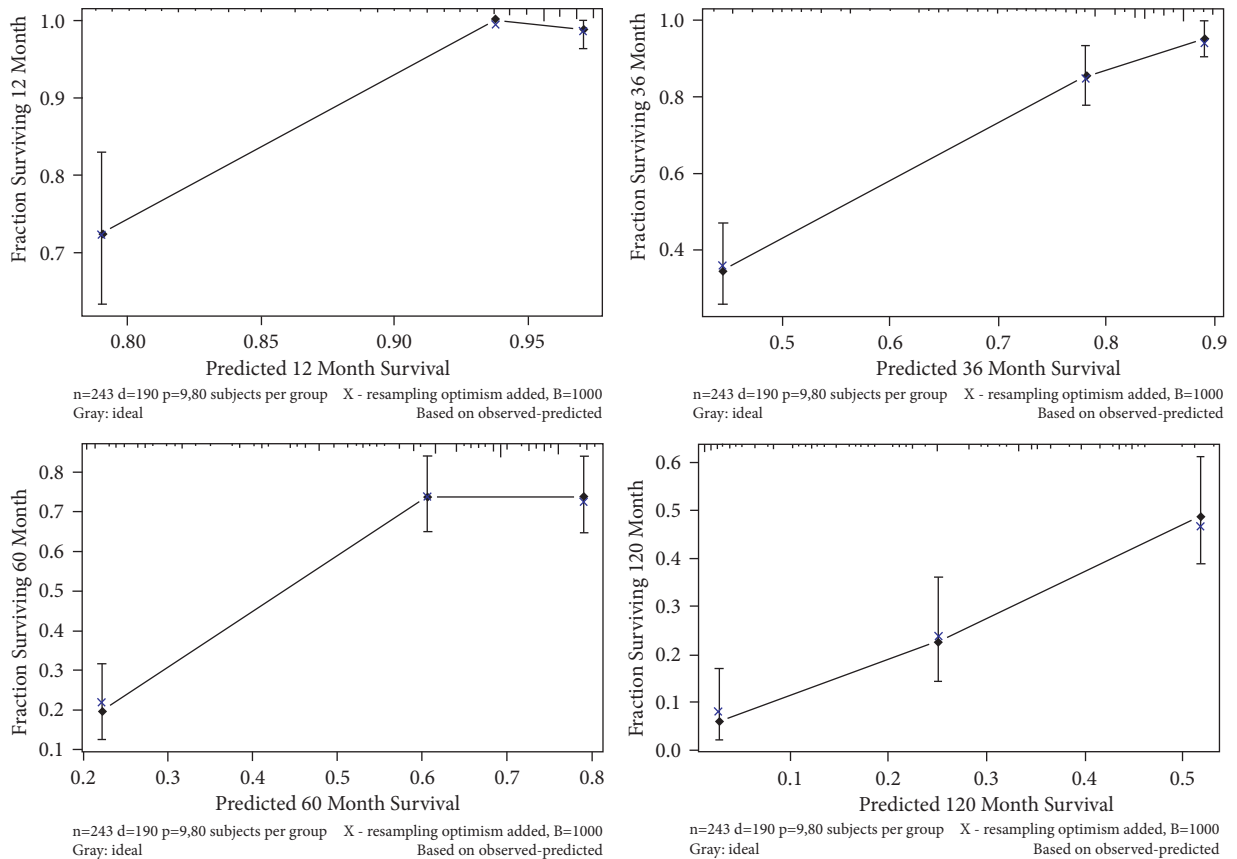 Fraction Surviving 12 Month
1.0
0.9
0.8
0.7
0.80 0.85 0.90 0.95
Predicted 12 Month Survival
n=243 d=190 p=9,80 subjects per group X - resampling optimism added, B=1000
Gray: ideal Based on observed-predicted
Fraction Surviving 36 Month
1.0
0.8
0.6
0.4
0.5 0.6 0.7 0.8 0.9
Predicted 36 Month Survival
n=243 d=190 p=9,80 subjects per group X - resampling optimism added, B=1000
Gray: ideal Based on observed-predicted
Fraction Surviving 60 Month
0.8
0.7
0.6
0.5
0.4
0.3
0.2
0.1
0.2 0.3 0.4 0.5 0.6 0.7 0.8
Predicted 60 Month Survival
n=243 d=190 p=9,80 subjects per group X - resampling optimism added, B=1000
Gray: ideal Based on observed-predicted
Fraction Surviving 120 Month
0.6
0.5
0.4
0.3
0.2
0.1
0.0
0.1 0.2 0.3 0.4 0.5
Predicted 120 Month Survival
n=243 d=190 p=9,80 subjects per group X - resampling optimism added, B=1000
Gray: ideal Based on observed-predicted